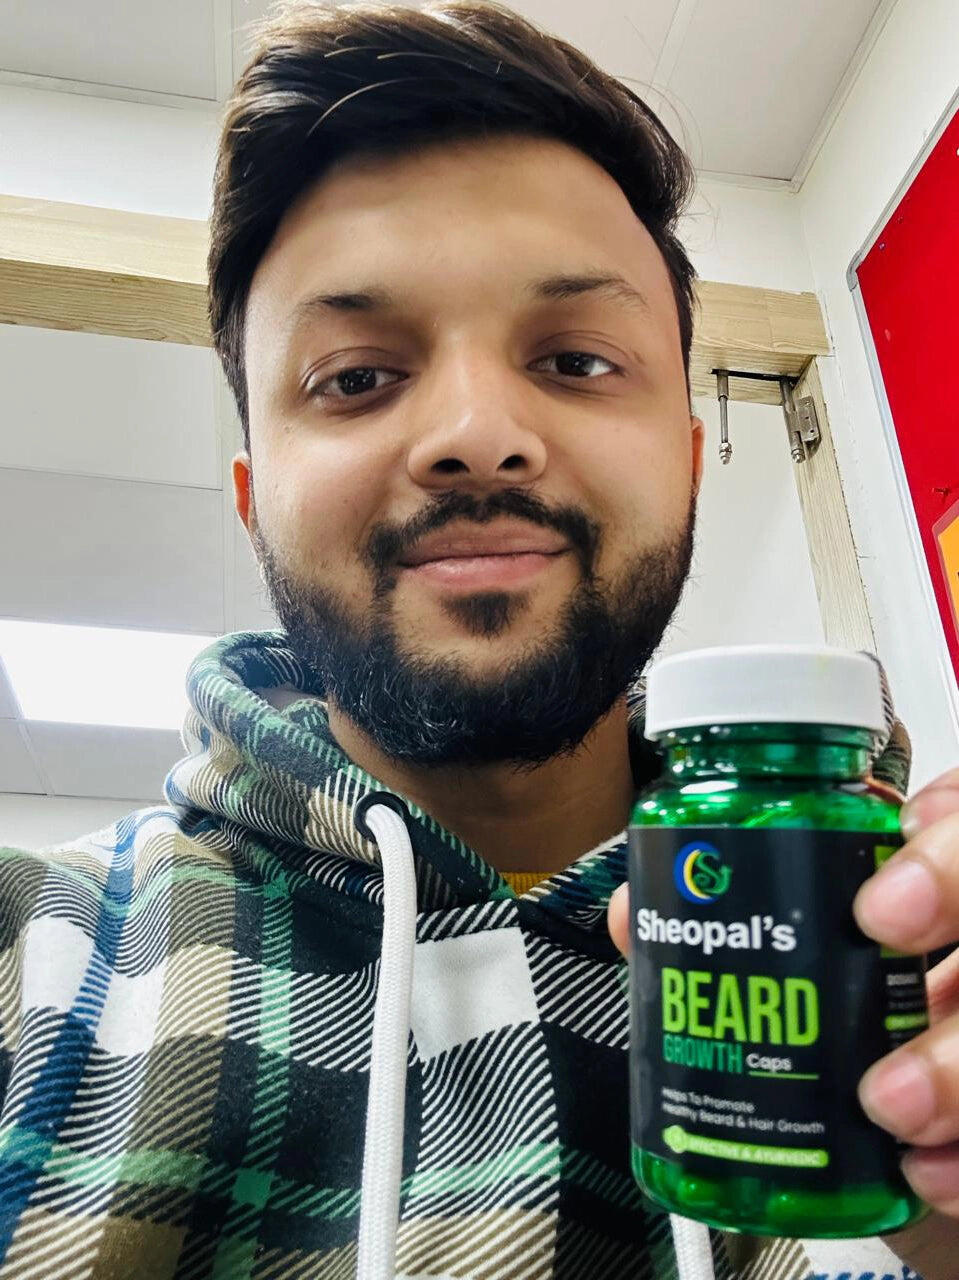 Sheopal's®
BEARD
GROWTH Caps
Helps To Promote
Healthy Beard & Hair Growth
EFFECTIVE & AYURVEDIC